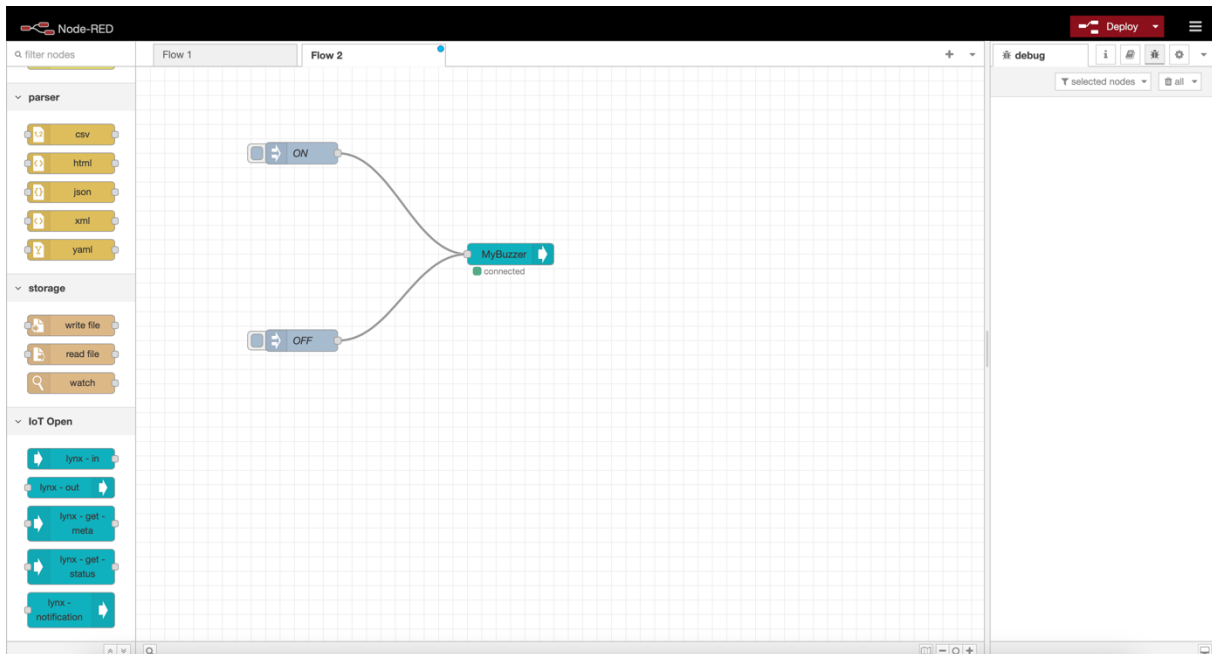 Node-RED
Deploy
filter nodes
Flow 1
Flow 2
debug
i
selected nodes
all
parser
csv
html
json
xml
yaml
storage
write file
read file
watch
IoT Open
lynx - in
lynx - out
lynx - get -
meta
lynx - get -
status
lynx -
notification
ON
MyBuzzer
connected
OFF